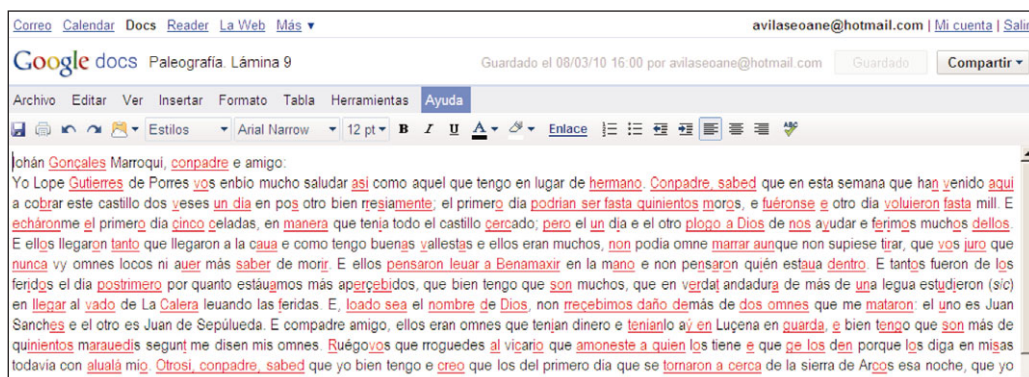 Correo Calendar Docs Reader La Web Más ▼ avilaseoane@hotmail.com | Mi cuenta | Salir
Google docs Paleografía. Lámina 9 Guardado el 08/03/10 16:00 por avilaseoane@hotmail.com Guardado Compartir
Archivo Editar Ver Insertar Formato Tabla Herramientas Ayuda
Estilos Arial Narrow 12 pt B I U A Enlace
Iohán Gonçales Marroqui, conpadre e amigo:
Yo Lope Gutierres de Porres vos enbio mucho saludar asi como aquel que tengo en lugar de hermano. Conpadre, sabed que en esta semana que han venido aqui
a cobrar este castillo dos veses un dia en pos otro bien rresiamente; el primero día podrian ser fasta quinientos moros, e fuéronse e otro dia voluieron fasta mill. E
echáronme el primero día çinco çeladas, en manera que tenia todo el castillo çercado; pero el un dia e el otro plogo a Dios de nos ayudar e ferimos muchos dellos.
E ellos llegaron tanto que llegaron a la caua e como tengo buenas vallestas e ellos eran muchos, non podia omne marrar aunque non supiese tirar, que vos juro que
nunca vy omnes locos ni auer más saber de morir. E ellos pensaron leuar a Benamaxir en la mano e non pensaron quién estaua dentro. E tantos fueron de los
feridos el día postrimero por quanto estáuamos más aperçebidos, que bien tengo que son muchos, que en verdat andadura de más de una legua estudieron (sic)
en llegar al vado de La Calera leuando las feridas. E, loado sea el nombre de Dios, non rreçebimos daño demás de dos omnes que me mataron: el uno es Juan
Sanches e el otro es Juan de Sepúlueda. E compadre amigo, ellos eran omnes que tenian dinero e tenianlo aý en Luçena en guarda, e bien tengo que son más de
quinientos marauedis segunt me disen mis omnes. Ruégovos que rroguedes al vicario que amoneste a quien los tiene e que ge los den porque los diga en misas
todavia con alualá mio. Otrosi, conpadre, sabed que yo bien tengo e creo que los del primero dia que se tornaron a cerca de la sierra de Arcos esa noche, que yo